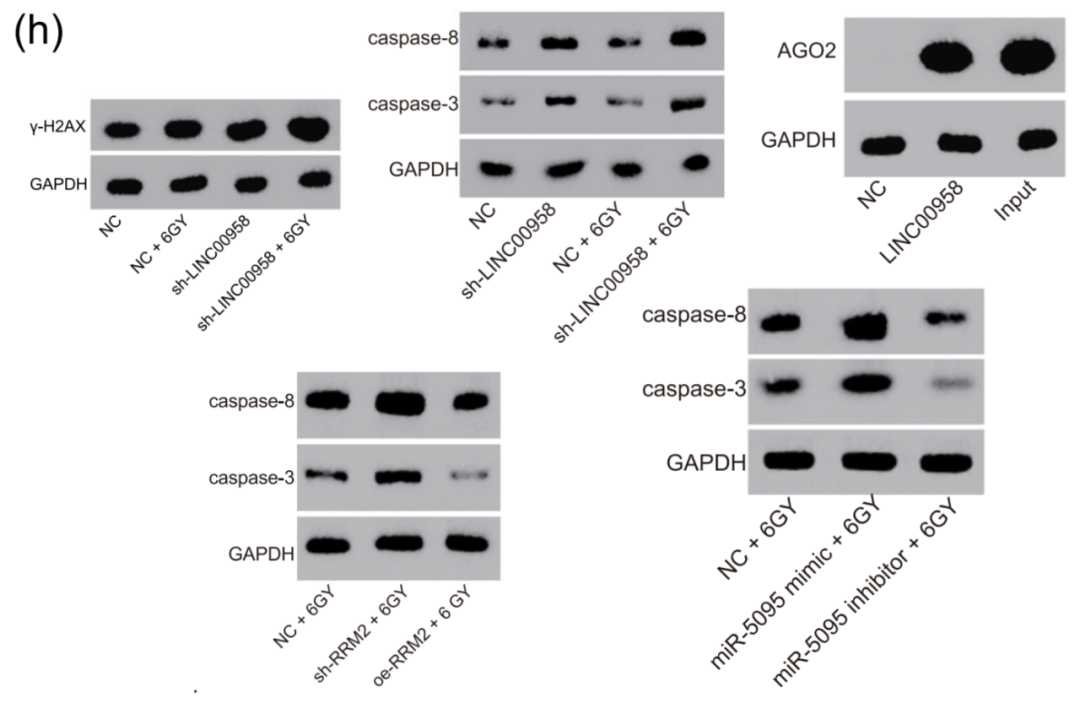 (h)
γ-H2AX
GAPDH
NC
NC + 6GY
sh-LINC00958
sh-LINC00958 + 6GY
caspase-8
caspase-3
GAPDH
NC
sh-LINC00958
NC + 6GY
sh-LINC00958 + 6GY
AGO2
GAPDH
NC
LINC00958
Input
caspase-8
caspase-3
GAPDH
NC + 6GY
sh-RRM2 + 6GY
oe-RRM2 + 6 GY
caspase-8
caspase-3
GAPDH
NC + 6GY
miR-5095 mimic + 6GY
miR-5095 inhibitor + 6GY